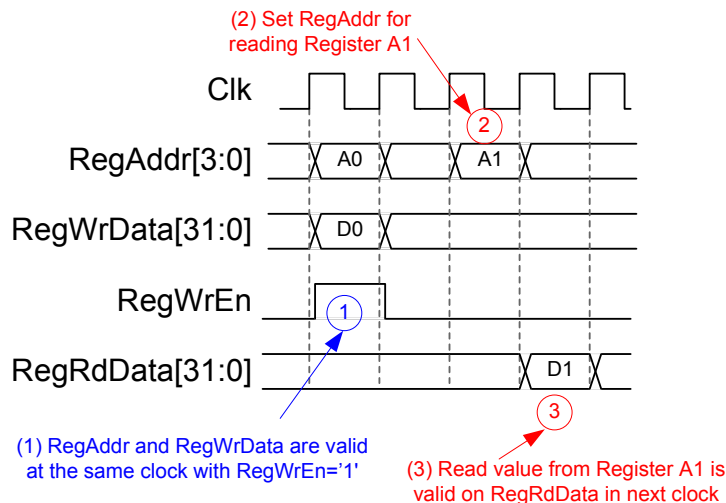 (2) Set RegAddr for
reading Register A1
Clk
2
RegAddr[3:0]
A0
A1
RegWrData[31:0]
D0
RegWrEn
1
RegRdData[31:0]
D1
3
(1) RegAddr and RegWrData are valid
at the same clock with RegWrEn=’1'
(3) Read value from Register A1 is
valid on RegRdData in next clock